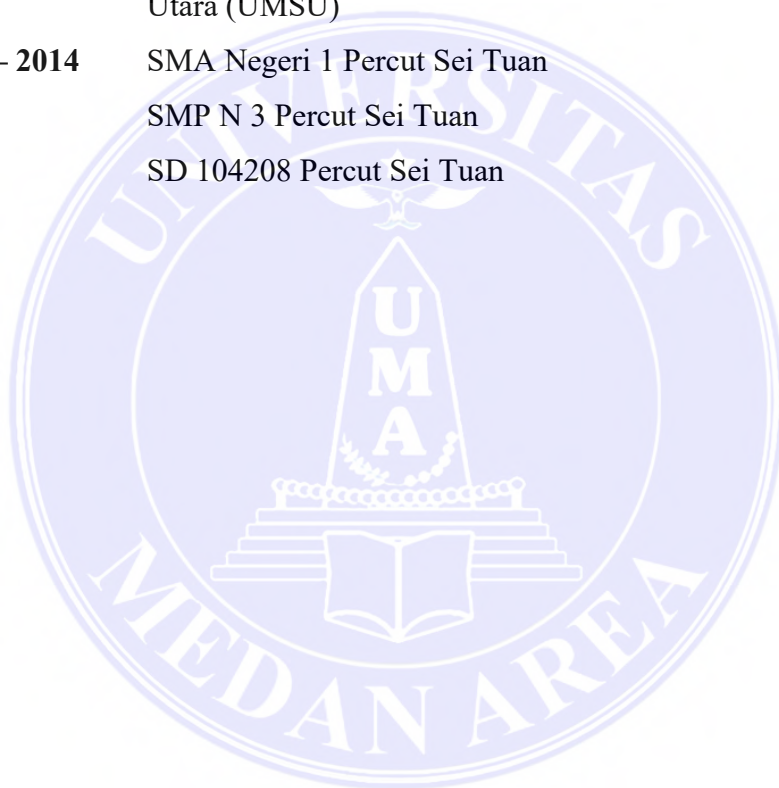 Utara (UMSU)
– 2014 SMA Negeri 1 Percut Sei Tuan
SMP N 3 Percut Sei Tuan
SD 104208 Percut Sei Tuan
UNIVERSITAS
U
M
A
MEDAN AREA